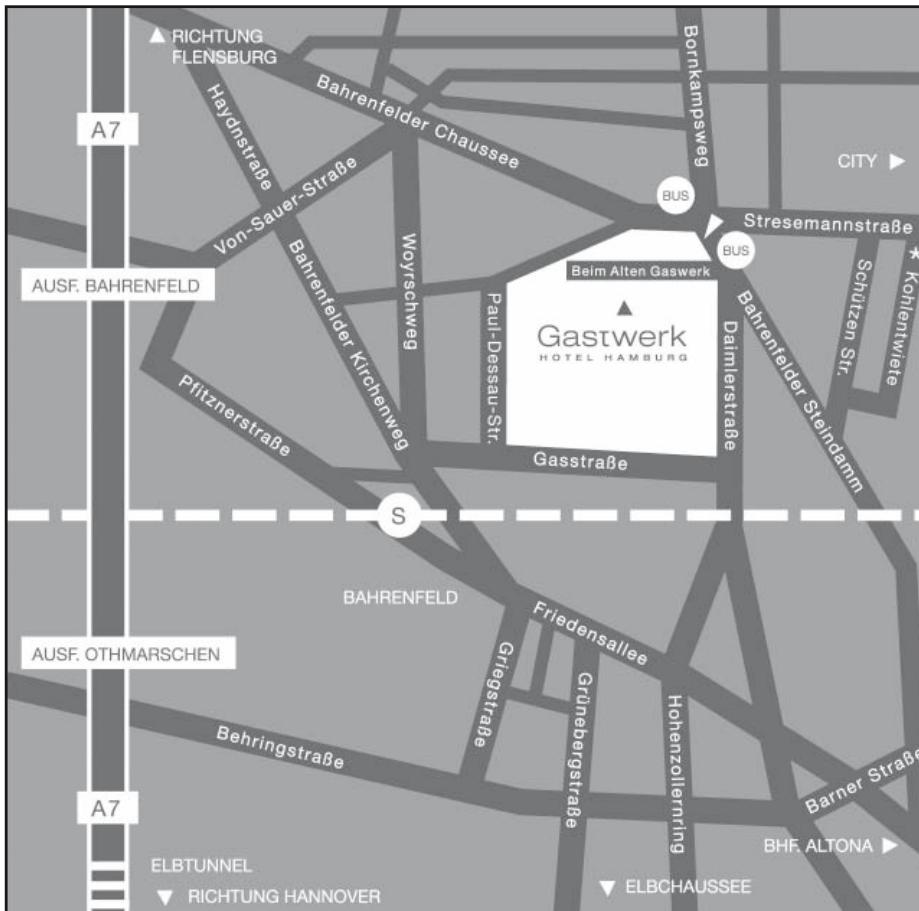 RICHTUNG
FLENSBURG
Bornkampsweg
Haydnstraße
Bahrenfelder Chaussee
A7
CITY
Von-Sauer-Straße
BUS
Stresemannstraße
BUS
Woyrschweg
Bahrenfelder Kirchenweg
Beim Alten Gaswerk
AUSF. BAHRENFELD
* Kohlentwiete
Schützen Str.
Paul-Dessau-Str.
Gastwerk
HOTEL HAMBURG
Daimlerstraße
Bahrenfelder Steindamm
Pfitznerstraße
Gasstraße
S
BAHRENFELD
Friedensallee
AUSF. OTHMARSCHEN
Griegstraße
Grünebergstraße
Hohenzollernring
Behringstraße
Barner Straße
A7
BHF. ALTONA
ELBTUNNEL
RICHTUNG HANNOVER
ELBCHAUSSEE